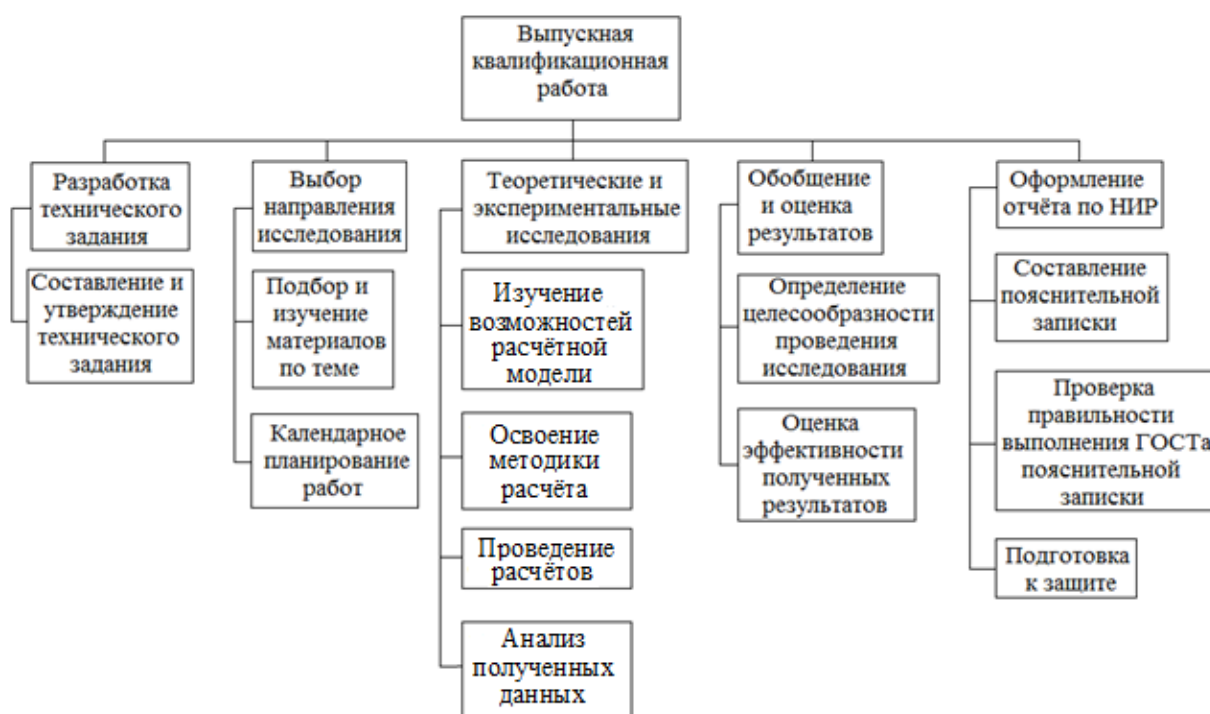 Выпускная
квалификационная
работа
Разработка
технического
задания
Составление и
утверждение
технического
задания
Выбор
направления
исследования
Подбор и
изучение
материалов
по теме
Календарное
планирование
работ
Теоретические и
экспериментальные
исследования
Изучение
возможностей
расчётной
модели
Освоение
методики
расчёта
Проведение
расчётов
Анализ
полученных
данных
Обобщение
и оценка
результатов
Определение
целесообразности
проведения
исследования
Оценка
эффективности
полученных
результатов
Оформление
отчёта по НИР
Составление
пояснительной
записки
Проверка
правильности
выполнения ГОСТа
пояснительной
записки
Подготовка
к защите